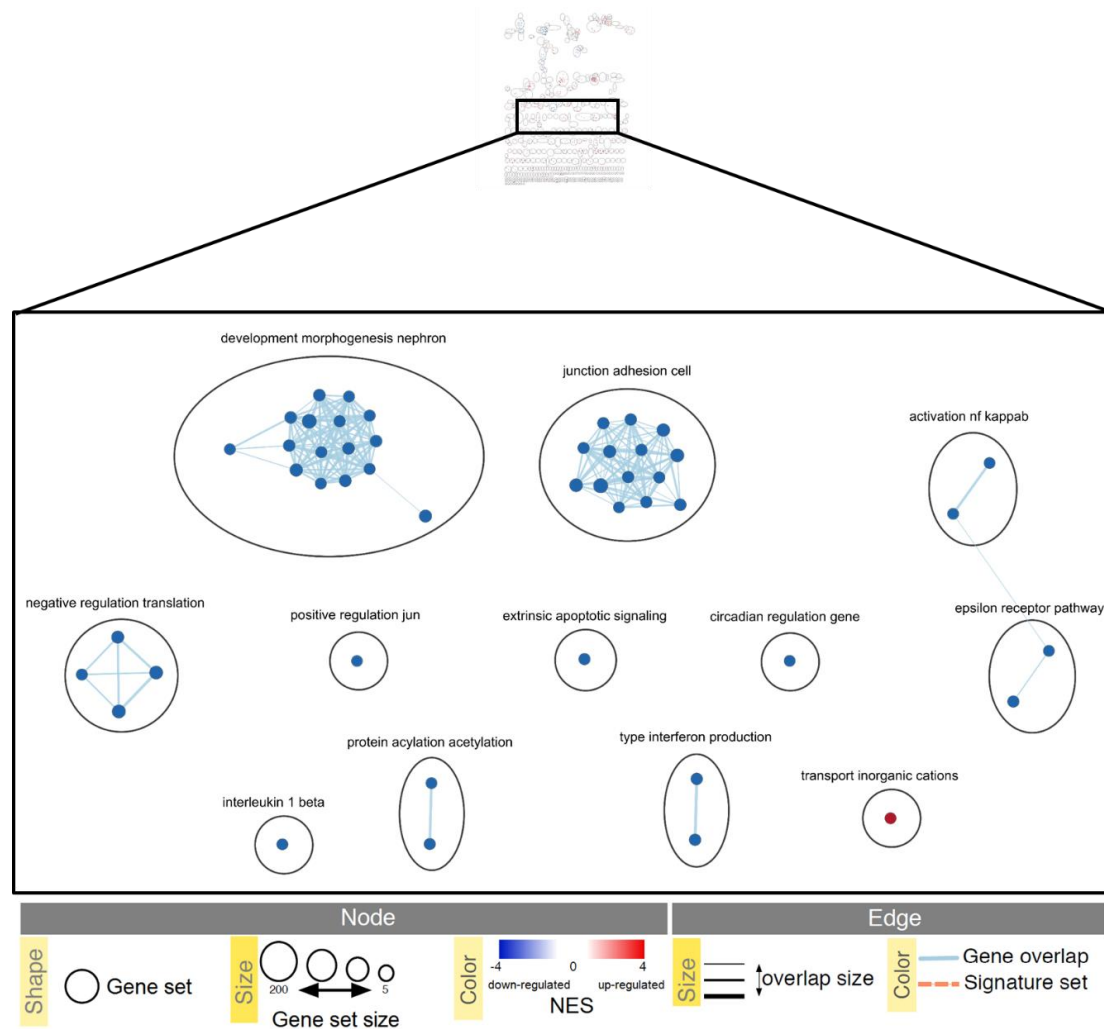 development morphogenesis nephron
junction adhesion cell
activation nf kappab
negative regulation translation
positive regulation jun
extrinsic apoptotic signaling
circadian regulation gene
epsilon receptor pathway
protein acylation acetylation
type interferon production
transport inorganic cations
interleukin 1 beta
Node
Edge
Shape
Gene set
Size
200
5
Gene set size
Color
-4
0
4
down-regulated
up-regulated
NES
Size
overlap size
Color
Gene overlap
Signature set